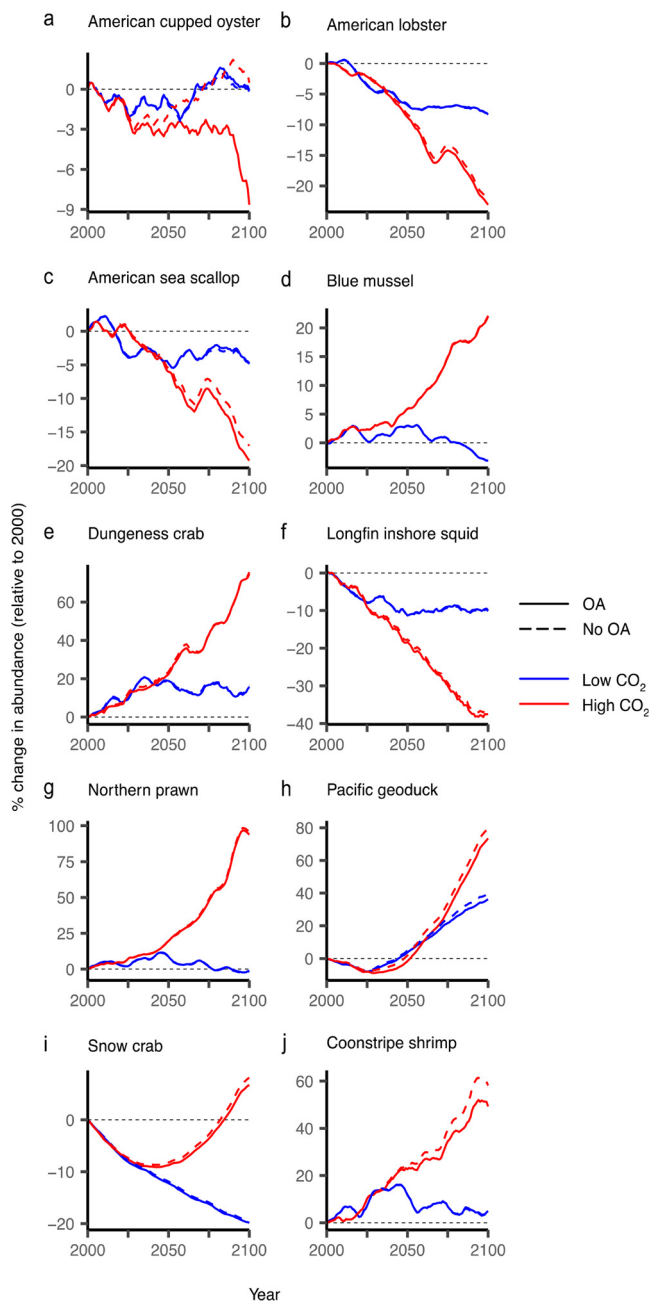 a American cupped oyster
0
−3
−6
−9
2000 2050 2100
b American lobster
0
−5
−10
−15
−20
2000 2050 2100
c American sea scallop
0
−5
−10
−15
−20
2000 2050 2100
d Blue mussel
20
15
10
5
0
2000 2050 2100
e Dungeness crab
60
40
20
0
2000 2050 2100
f Longfin inshore squid
0
−10
−20
−30
−40
2000 2050 2100
OA
No OA
Low CO₂
High CO₂
g Northern prawn
100
75
50
25
0
2000 2050 2100
h Pacific geoduck
80
60
40
20
0
2000 2050 2100
i Snow crab
0
−10
−20
2000 2050 2100
j Coonstripe shrimp
60
40
20
0
2000 2050 2100
% change in abundance (relative to 2000)
Year